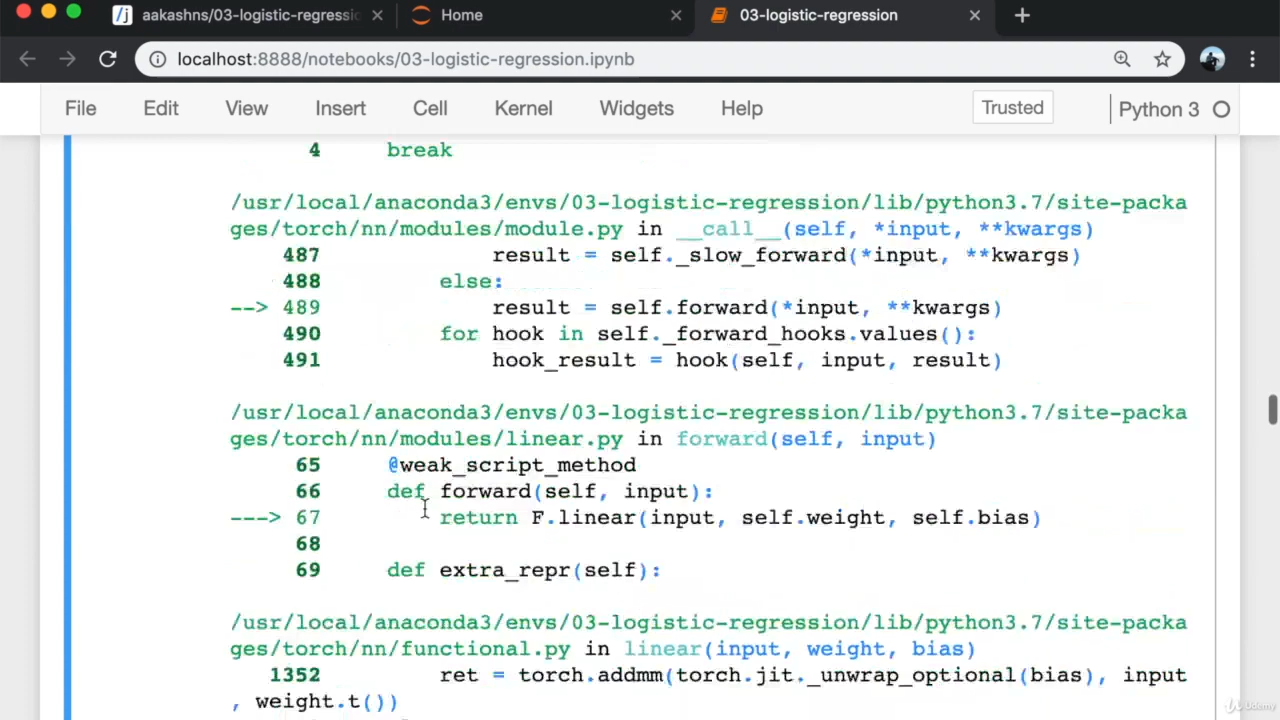 aakashns/03-logistic-regressio
Home
03-logistic-regression
localhost:8888/notebooks/03-logistic-regression.ipynb
File Edit View Insert Cell Kernel Widgets Help Trusted Python 3
4 break
/usr/local/anaconda3/envs/03-logistic-regression/lib/python3.7/site-packa
ges/torch/nn/modules/module.py in __call__(self, *input, **kwargs)
487 result = self._slow_forward(*input, **kwargs)
488 else:
--> 489 result = self.forward(*input, **kwargs)
490 for hook in self._forward_hooks.values():
491 hook_result = hook(self, input, result)
/usr/local/anaconda3/envs/03-logistic-regression/lib/python3.7/site-packa
ges/torch/nn/modules/linear.py in forward(self, input)
65 @weak_script_method
66 def forward(self, input):
---> 67 return F.linear(input, self.weight, self.bias)
68
69 def extra_repr(self):
/usr/local/anaconda3/envs/03-logistic-regression/lib/python3.7/site-packa
ges/torch/nn/functional.py in linear(input, weight, bias)
1352 ret = torch.addmm(torch.jit._unwrap_optional(bias), input
, weight.t())
Udemy